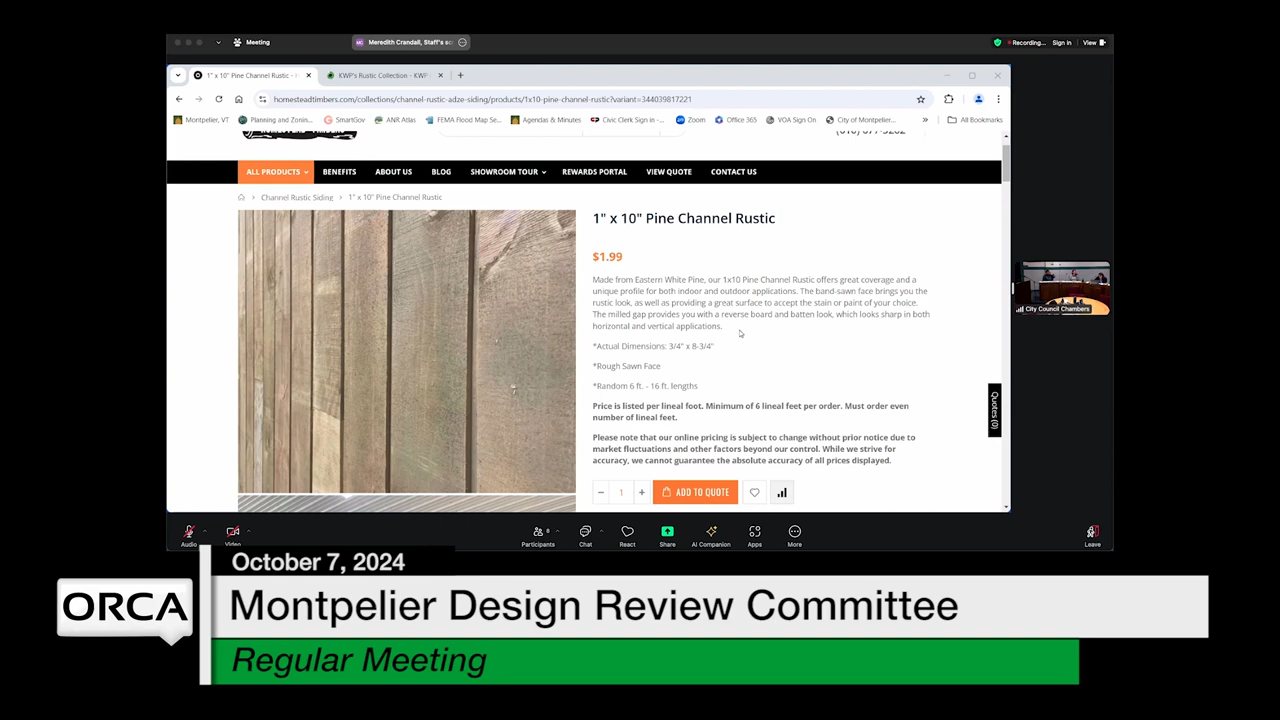 Meeting
MC
Meredith Crandall, Staff's sc
Recording...
Sign in
View
1" x 10" Pine Channel Rustic -
KWP's Rustic Collection - KWP
homesteadtimbers.com/collections/channel-rustic-adze-siding/products/1x10-pine-channel-rustic?variant=344039817221
Montpelier, VT
Planning and Zonin...
SmartGov
ANR Atlas
FEMA Flood Map Se...
Agendas & Minutes
Civic Clerk Sign in -...
Zoom
Office 365
VOA Sign On
City of Montpelier...
All Bookmarks
ALL PRODUCTS
BENEFITS
ABOUT US
BLOG
SHOWROOM TOUR
REWARDS PORTAL
VIEW QUOTE
CONTACT US
Channel Rustic Siding
1" x 10" Pine Channel Rustic
1" x 10" Pine Channel Rustic
$1.99
Made from Eastern White Pine, our 1x10 Pine Channel Rustic offers great coverage and a
unique profile for both indoor and outdoor applications. The band-sawn face brings you the
rustic look, as well as providing a great surface to accept the stain or paint of your choice.
The milled gap provides you with a reverse board and batten look, which looks sharp in both
horizontal and vertical applications.
*Actual Dimensions: 3/4" x 8-3/4"
*Rough Sawn Face
*Random 6 ft. - 16 ft. lengths
Price is listed per lineal foot. Minimum of 6 lineal feet per order. Must order even
number of lineal feet.
Please note that our online pricing is subject to change without prior notice due to
market fluctuations and other factors beyond our control. While we strive for
accuracy, we cannot guarantee the absolute accuracy of all prices displayed.
− 1 +
ADD TO QUOTE
Quotes (0)
City Council Chambers
Audio
Video
Participants
8
Chat
React
Share
AI Companion
Apps
More
Leave
October 7, 2024
ORCA
Montpelier Design Review Committee
Regular Meeting